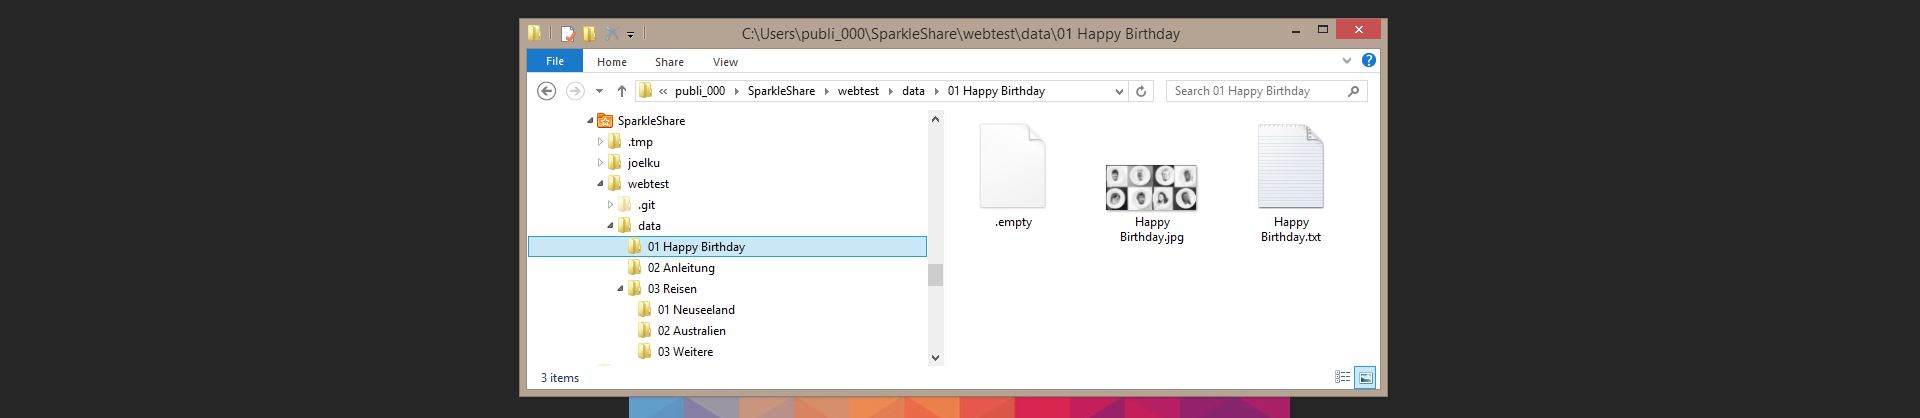 C:\Users\publi_000\SparkleShare\webtest\data\01 Happy Birthday
File Home Share View
publi_000 SparkleShare webtest data 01 Happy Birthday
Search 01 Happy Birthday
SparkleShare
.tmp
joelku
webtest
.git
data
01 Happy Birthday
02 Anleitung
03 Reisen
01 Neuseeland
02 Australien
03 Weitere
.empty
Happy
Birthday.jpg
Happy
Birthday.txt
3 items